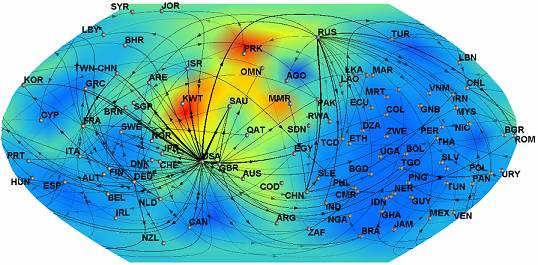 SYR JOR
LBY
BHR
RUS
TUR
PRK
TWN-CHN
ISR
OMN
LBN
KOR
GRC
ARE
AGO
LKA
MAR
LAO
CHL
KWT
SAU
MMR
MRT
VNM
IRN
CYP
BRN
SGP
PAK
ECU
COL
GNB
MYS
FRA
SWE
QAT
SDN
RWA
DZA
ZWE
PER
NIC
BGR
ROM
JPN
TCD
ETH
THA
PRT
ITA
USA
EGY
UGA
BOL
DNK
CHE
GBR
BGD
TGO
SLV
HUN
AUT
FIN
DEU
AUS
SLE
PNG
POL
URY
ESP
COD
PHL
NER
TUN
PAN
BEL
NLD
CHN
CMR
IND
IDN
GUY
IRL
CAN
ARG
NGA
GHA
MEX
VEN
NZL
ZAF
BRA
JAM